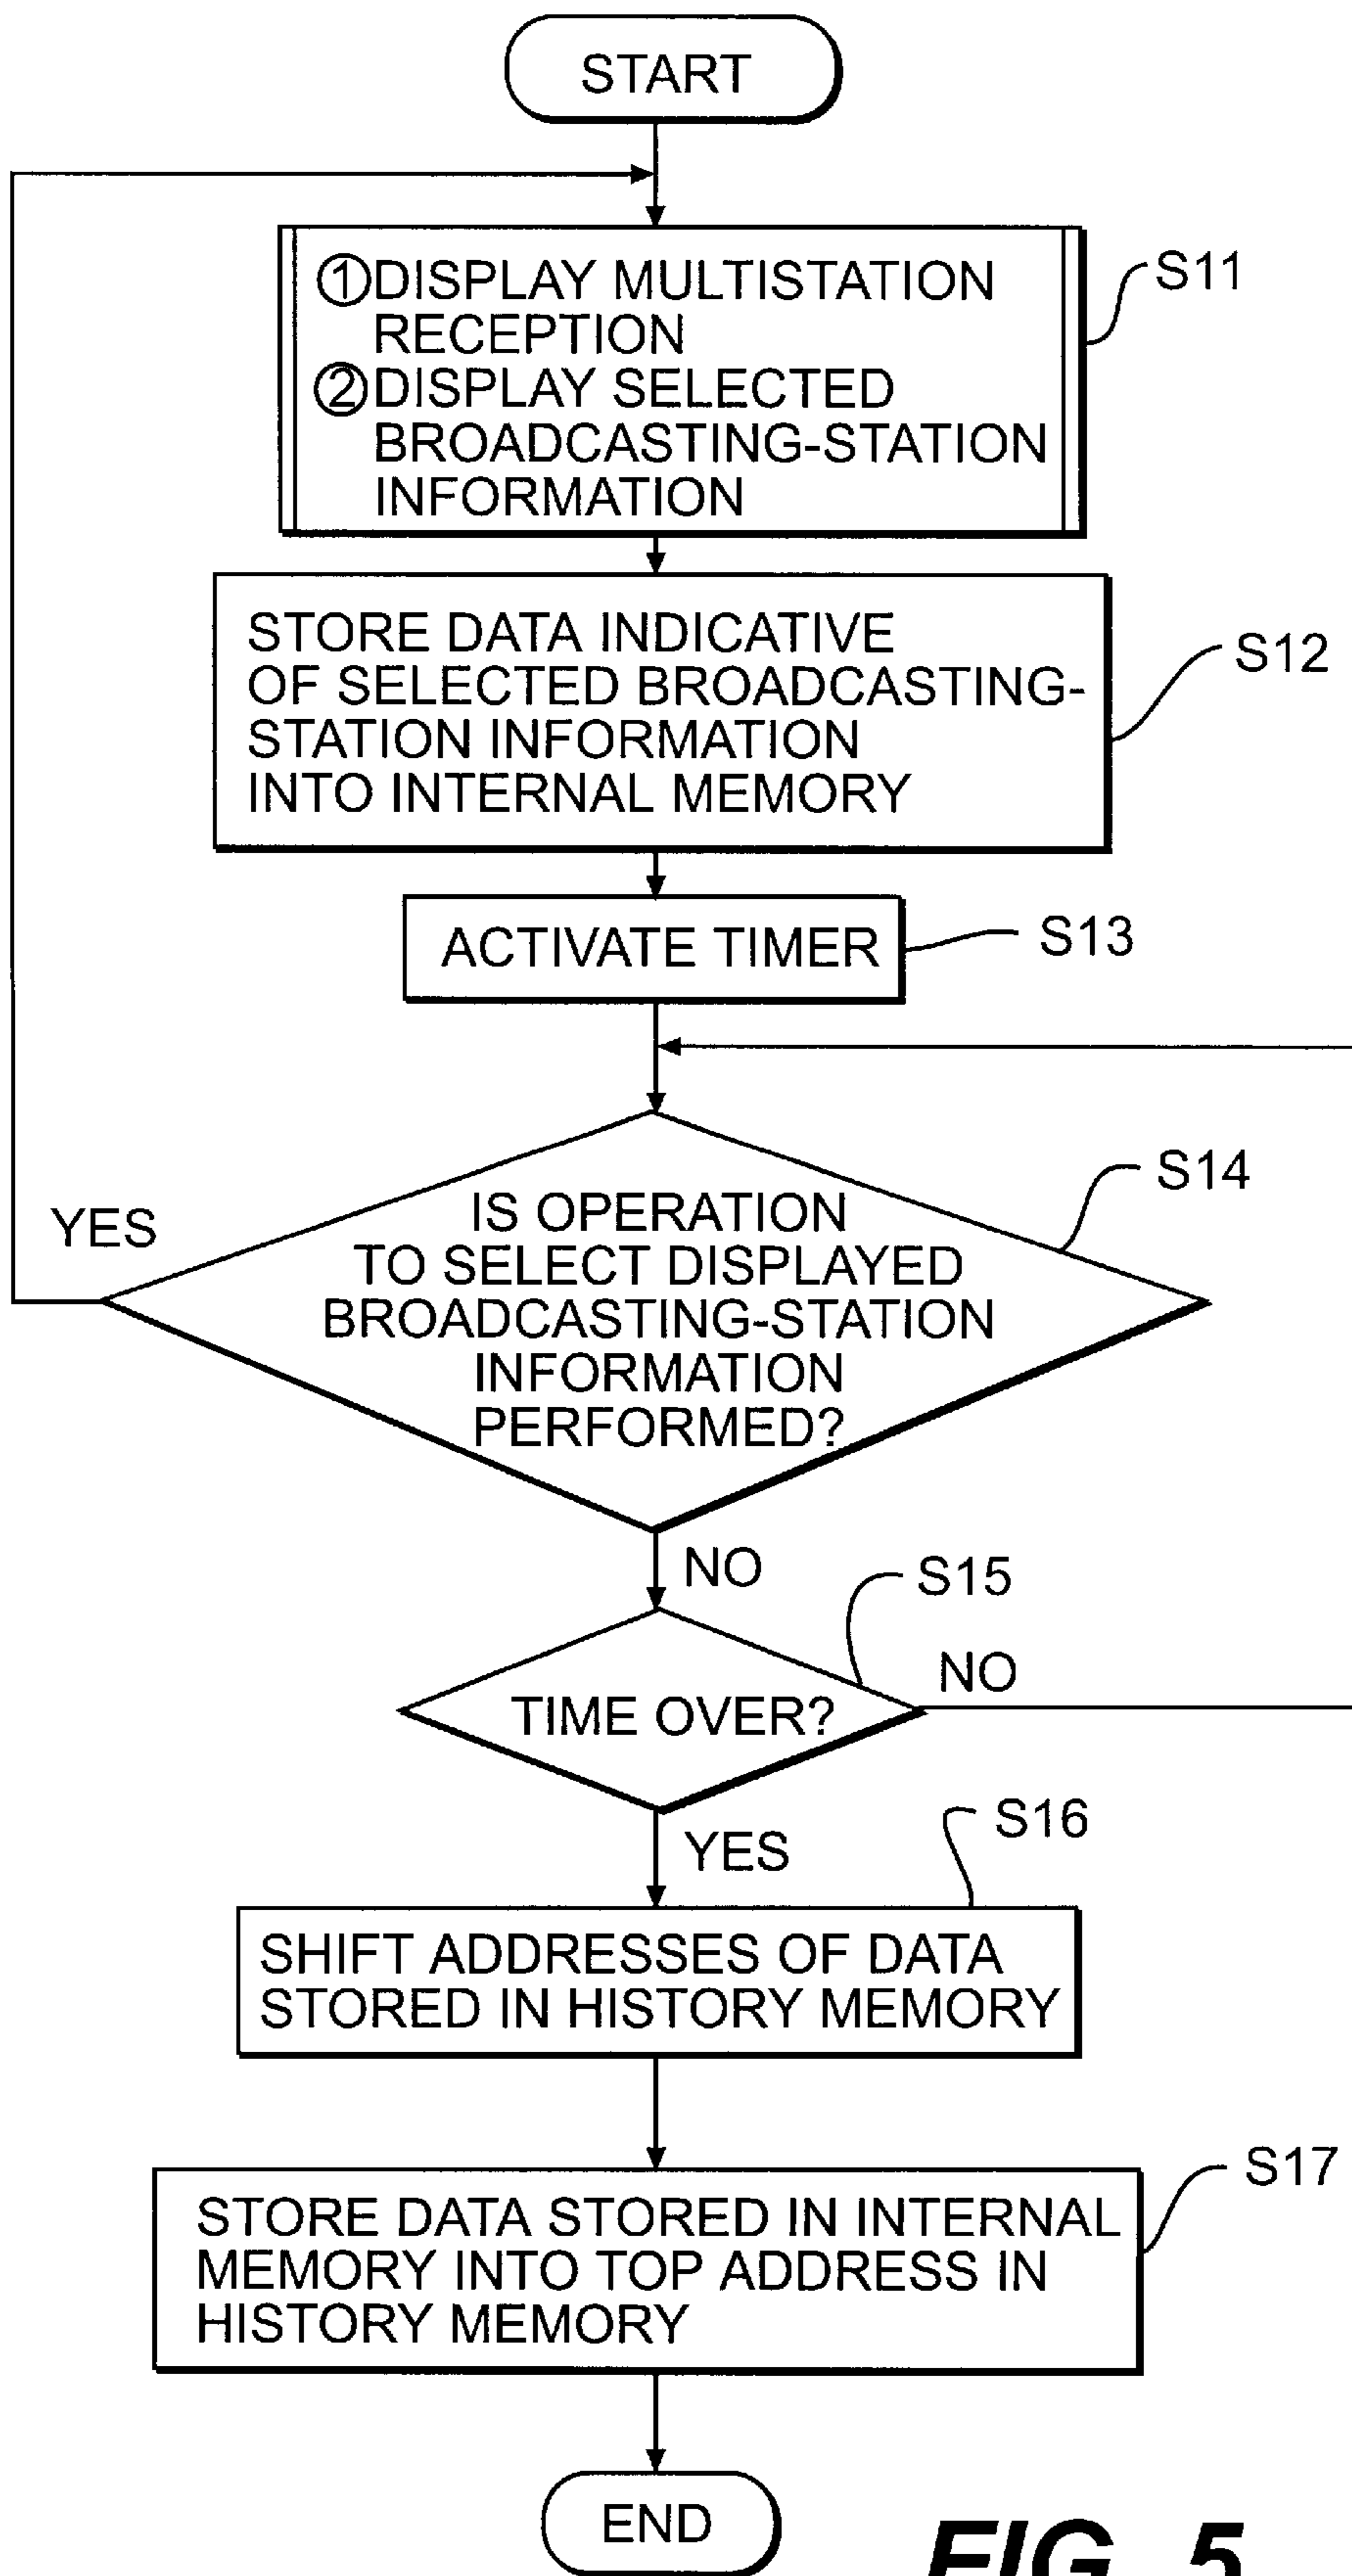 START
①DISPLAY MULTISTATION
RECEPTION
②DISPLAY SELECTED
BROADCASTING-STATION
INFORMATION
S11
STORE DATA INDICATIVE
OF SELECTED BROADCASTING-
STATION INFORMATION
INTO INTERNAL MEMORY
S12
ACTIVATE TIMER
S13
IS OPERATION
TO SELECT DISPLAYED
BROADCASTING-STATION
INFORMATION
PERFORMED?
S14
YES
NO
TIME OVER?
S15
NO
YES
SHIFT ADDRESSES OF DATA
STORED IN HISTORY MEMORY
S16
STORE DATA STORED IN INTERNAL
MEMORY INTO TOP ADDRESS IN
HISTORY MEMORY
S17
END
FIG. 5